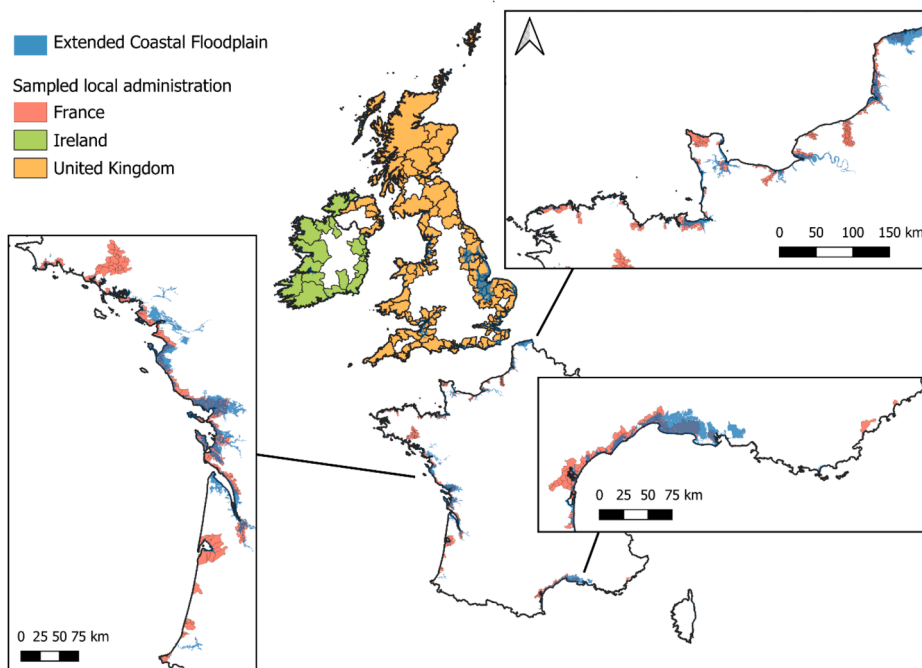 Extended Coastal Floodplain
Sampled local administration
France
Ireland
United Kingdom
0 50 100 150 km
0 25 50 75 km
0 25 50 75 km